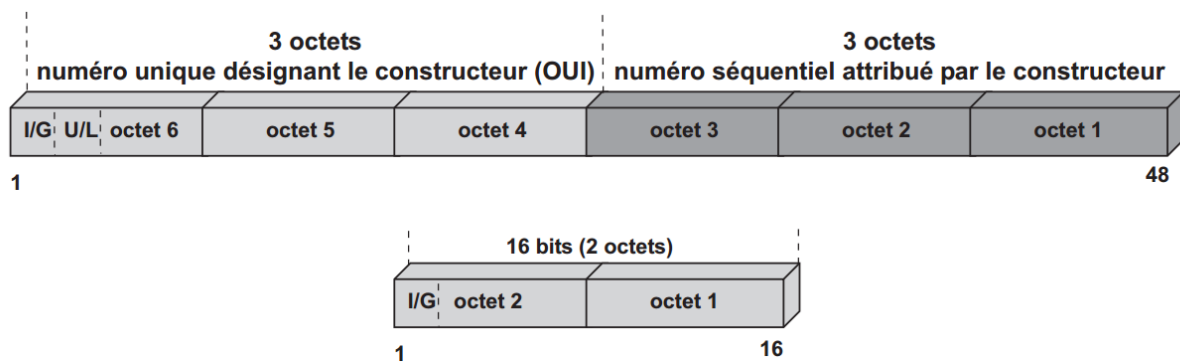 3 octets
numéro unique désignant le constructeur (OUI)
3 octets
numéro séquentiel attribué par le constructeur
I/G U/L octet 6 octet 5 octet 4 octet 3 octet 2 octet 1
1 48
16 bits (2 octets)
I/G octet 2 octet 1
1 16